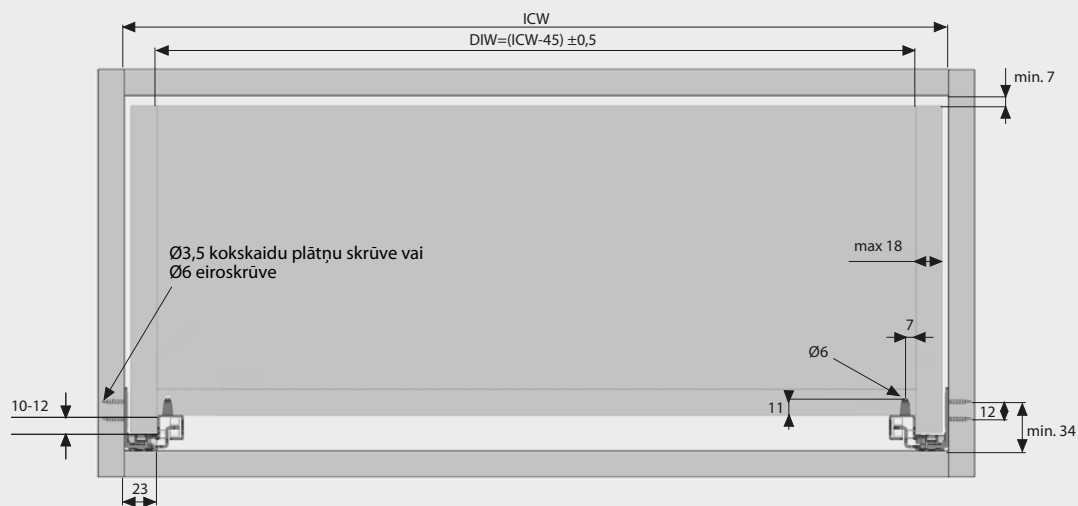 ICW
DIW=(ICW-45) ±0,5
min. 7
Ø3,5 kokskaidu plātņu skrūve vai
Ø6 eiroskrūve
max 18
7
Ø6
10-12
11
12
min. 34
23